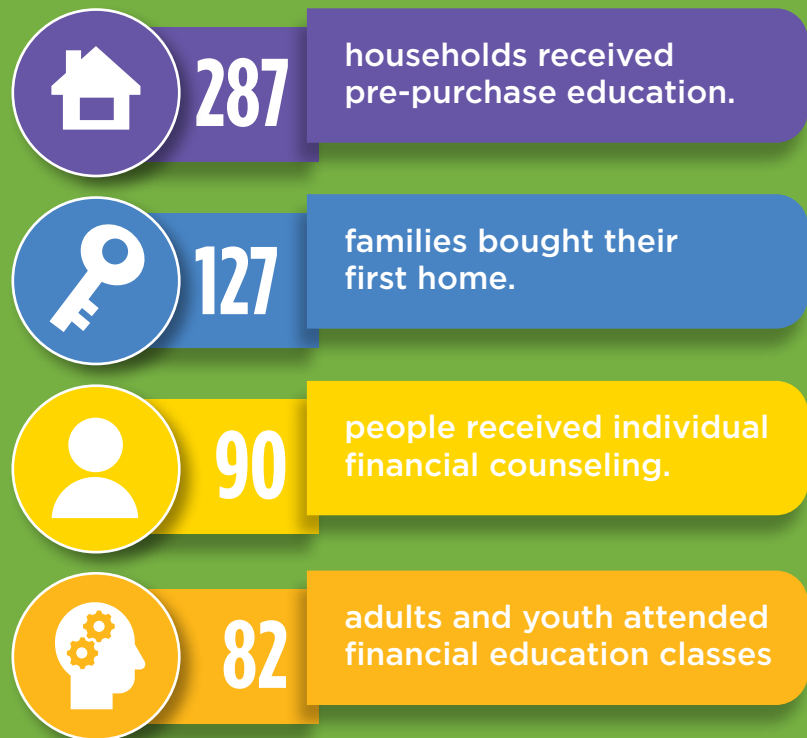 287
households received
pre-purchase education.
127
families bought their
first home.
90
people received individual
financial counseling.
82
adults and youth attended
financial education classes